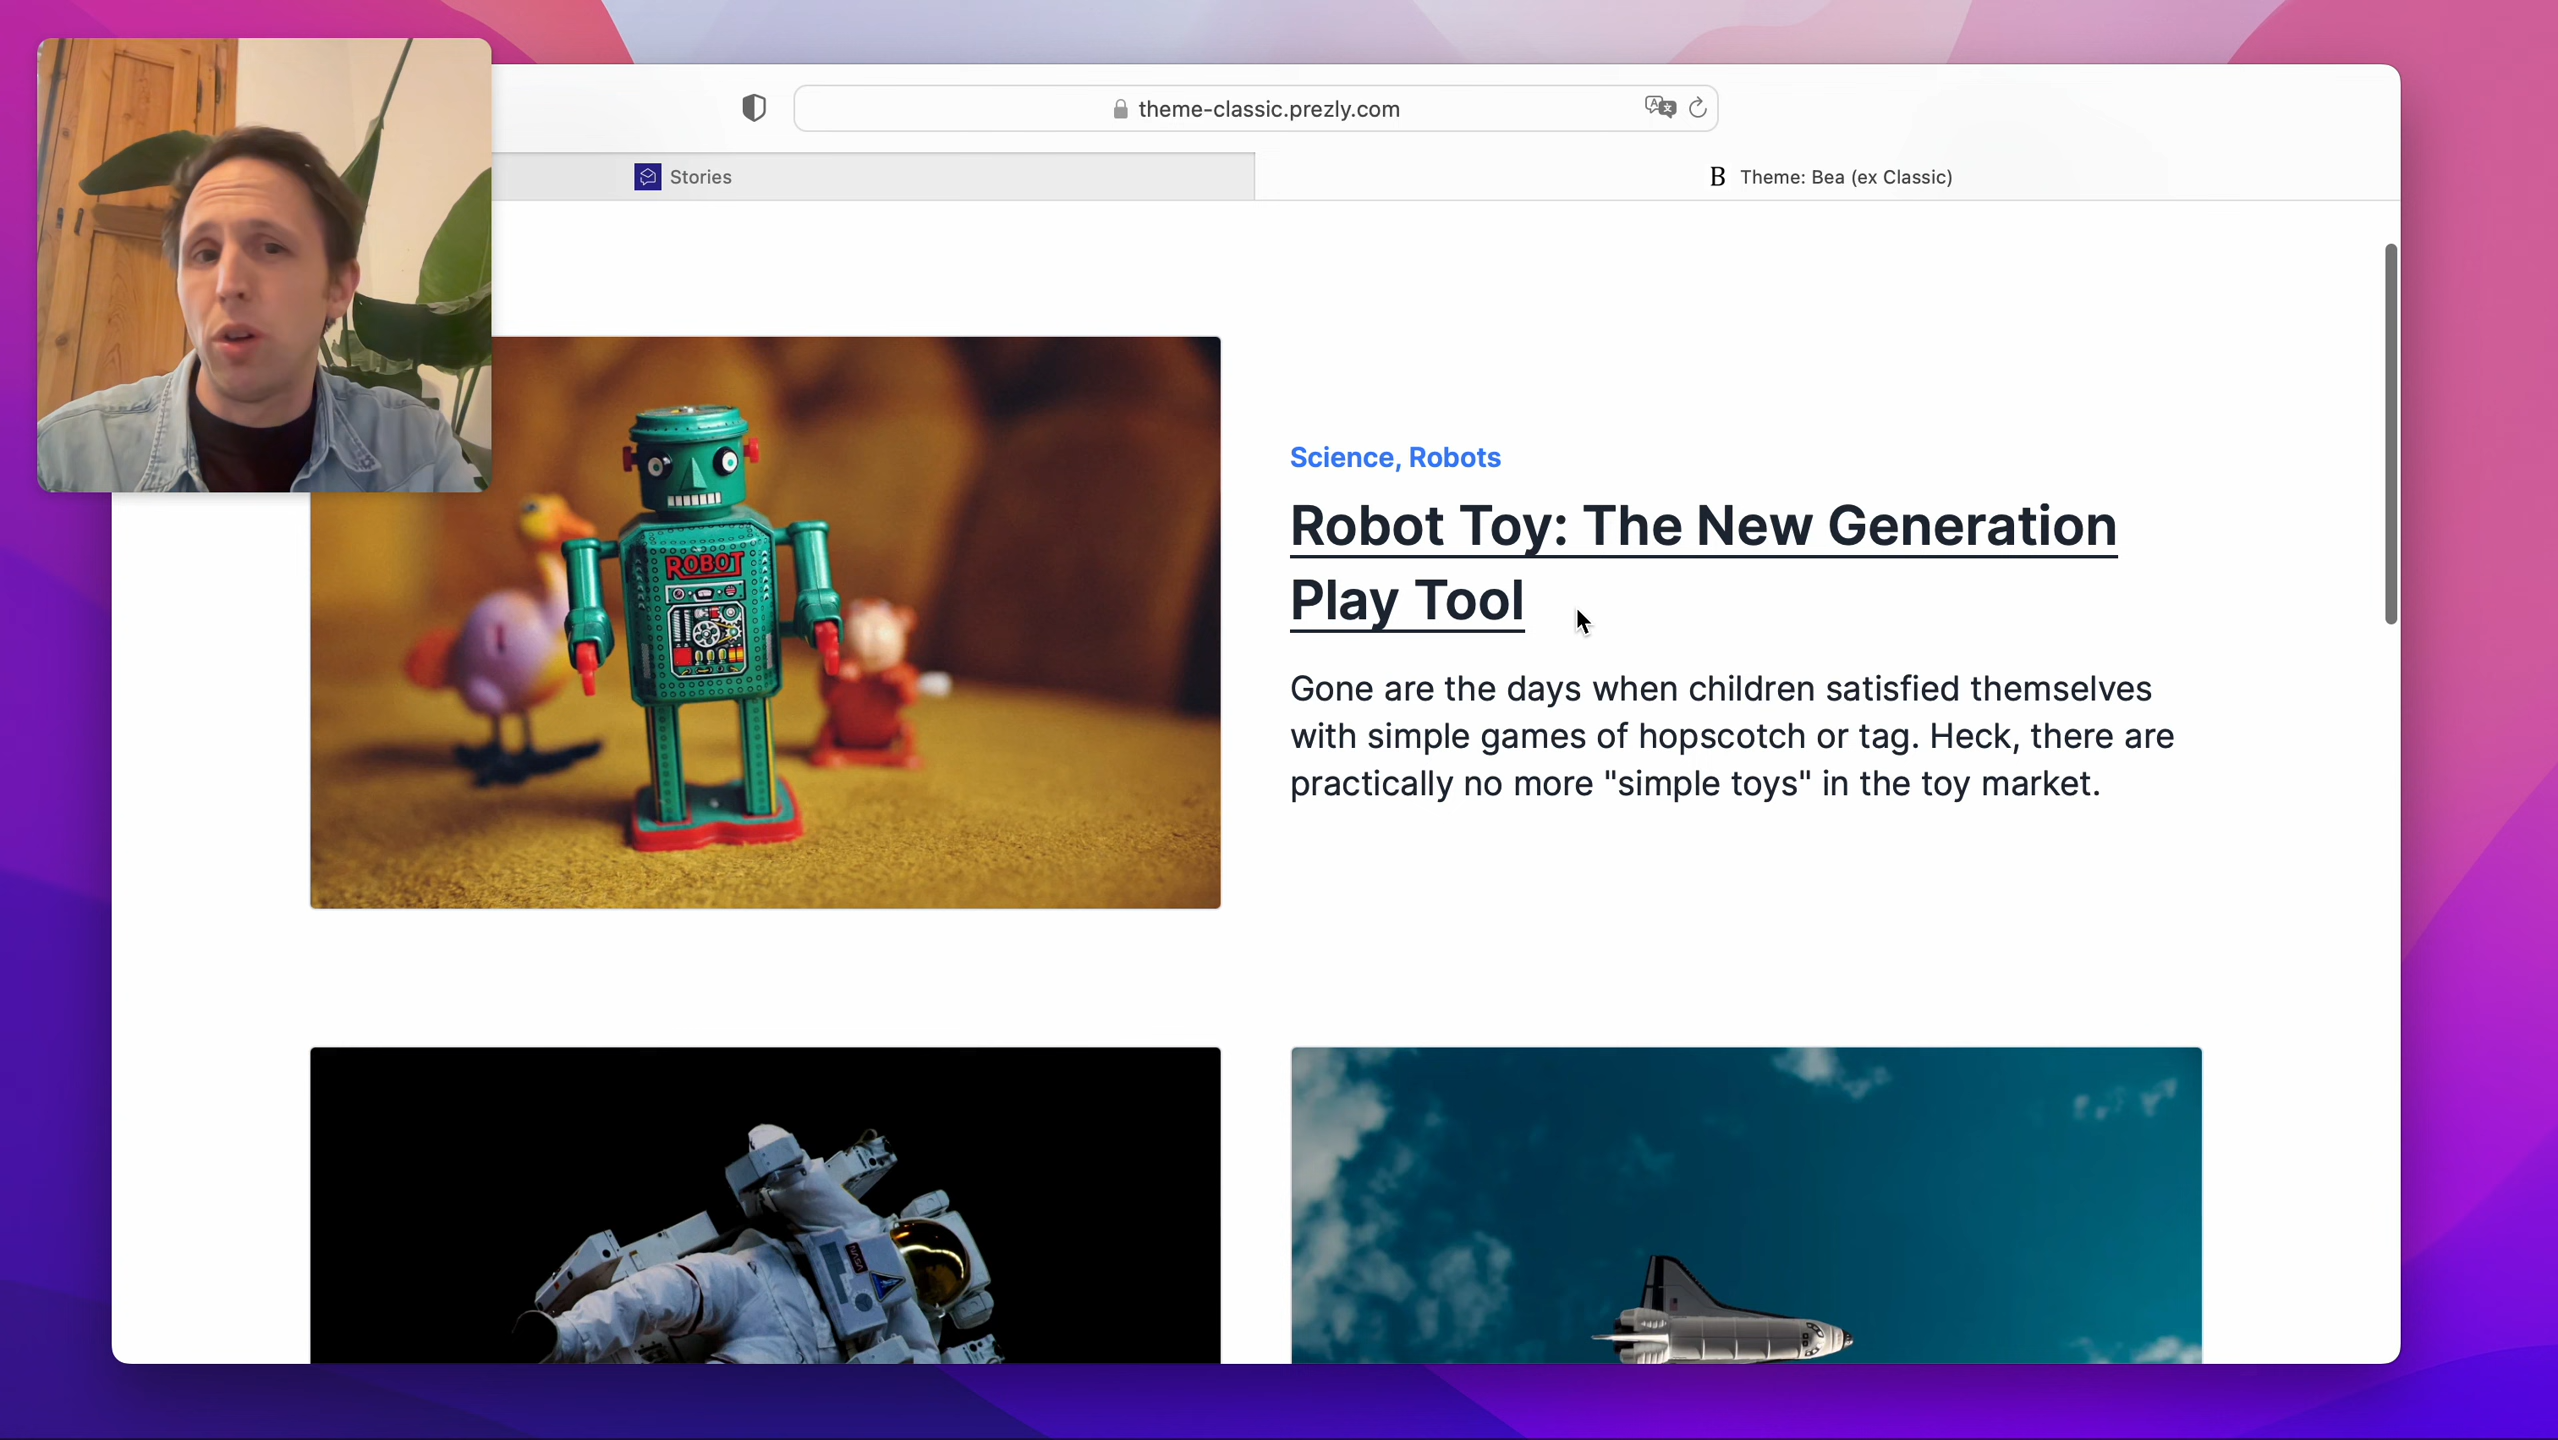 theme-classic.prezly.com
Stories
B Theme: Bea (ex Classic)
Science, Robots
Robot Toy: The New Generation
Play Tool
Gone are the days when children satisfied themselves
with simple games of hopscotch or tag. Heck, there are
practically no more "simple toys" in the toy market.
ROBOT
NASA